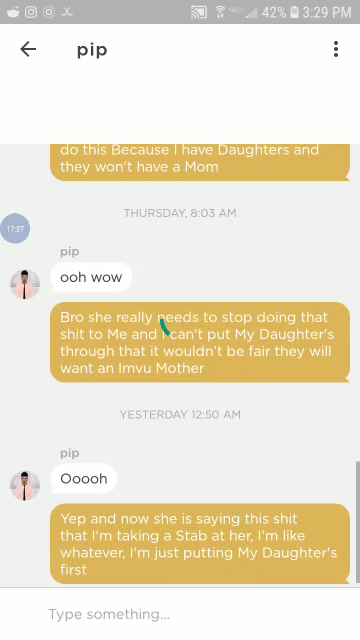 42% 3:29 PM
pip
do this Because I have Daughters and
they won't have a Mom
THURSDAY, 8:03 AM
17:37
pip
ooh wow
Bro she really needs to stop doing that
shit to Me and I can't put My Daughter's
through that it wouldn't be fair they will
want an Imvu Mother
YESTERDAY 12:50 AM
pip
Ooooh
Yep and now she is saying this shit
that I'm taking a Stab at her, I'm like
whatever, I'm just putting My Daughter's
first
Type something...